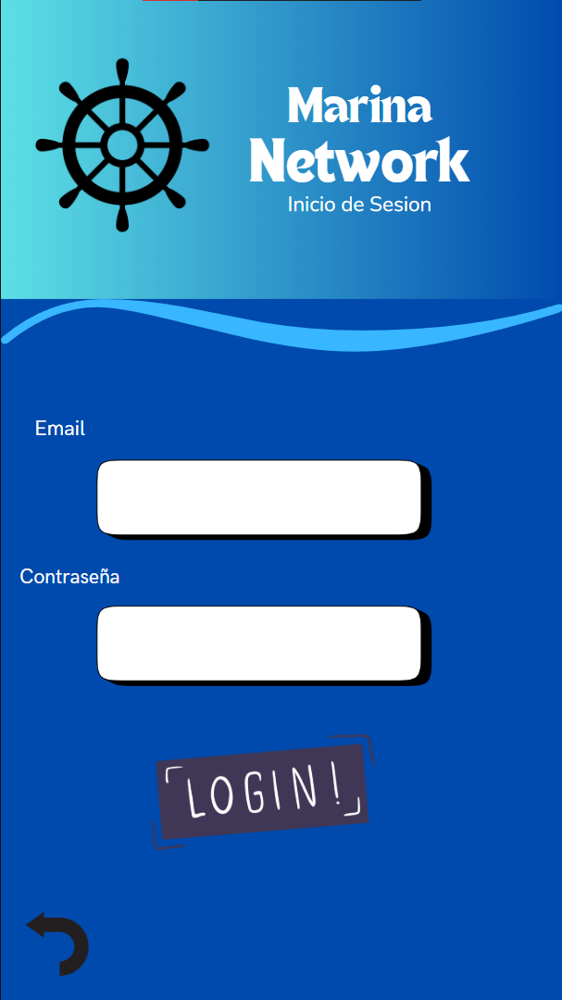 Marina
Network
Inicio de Sesion
Email
Contraseña
LOGIN!